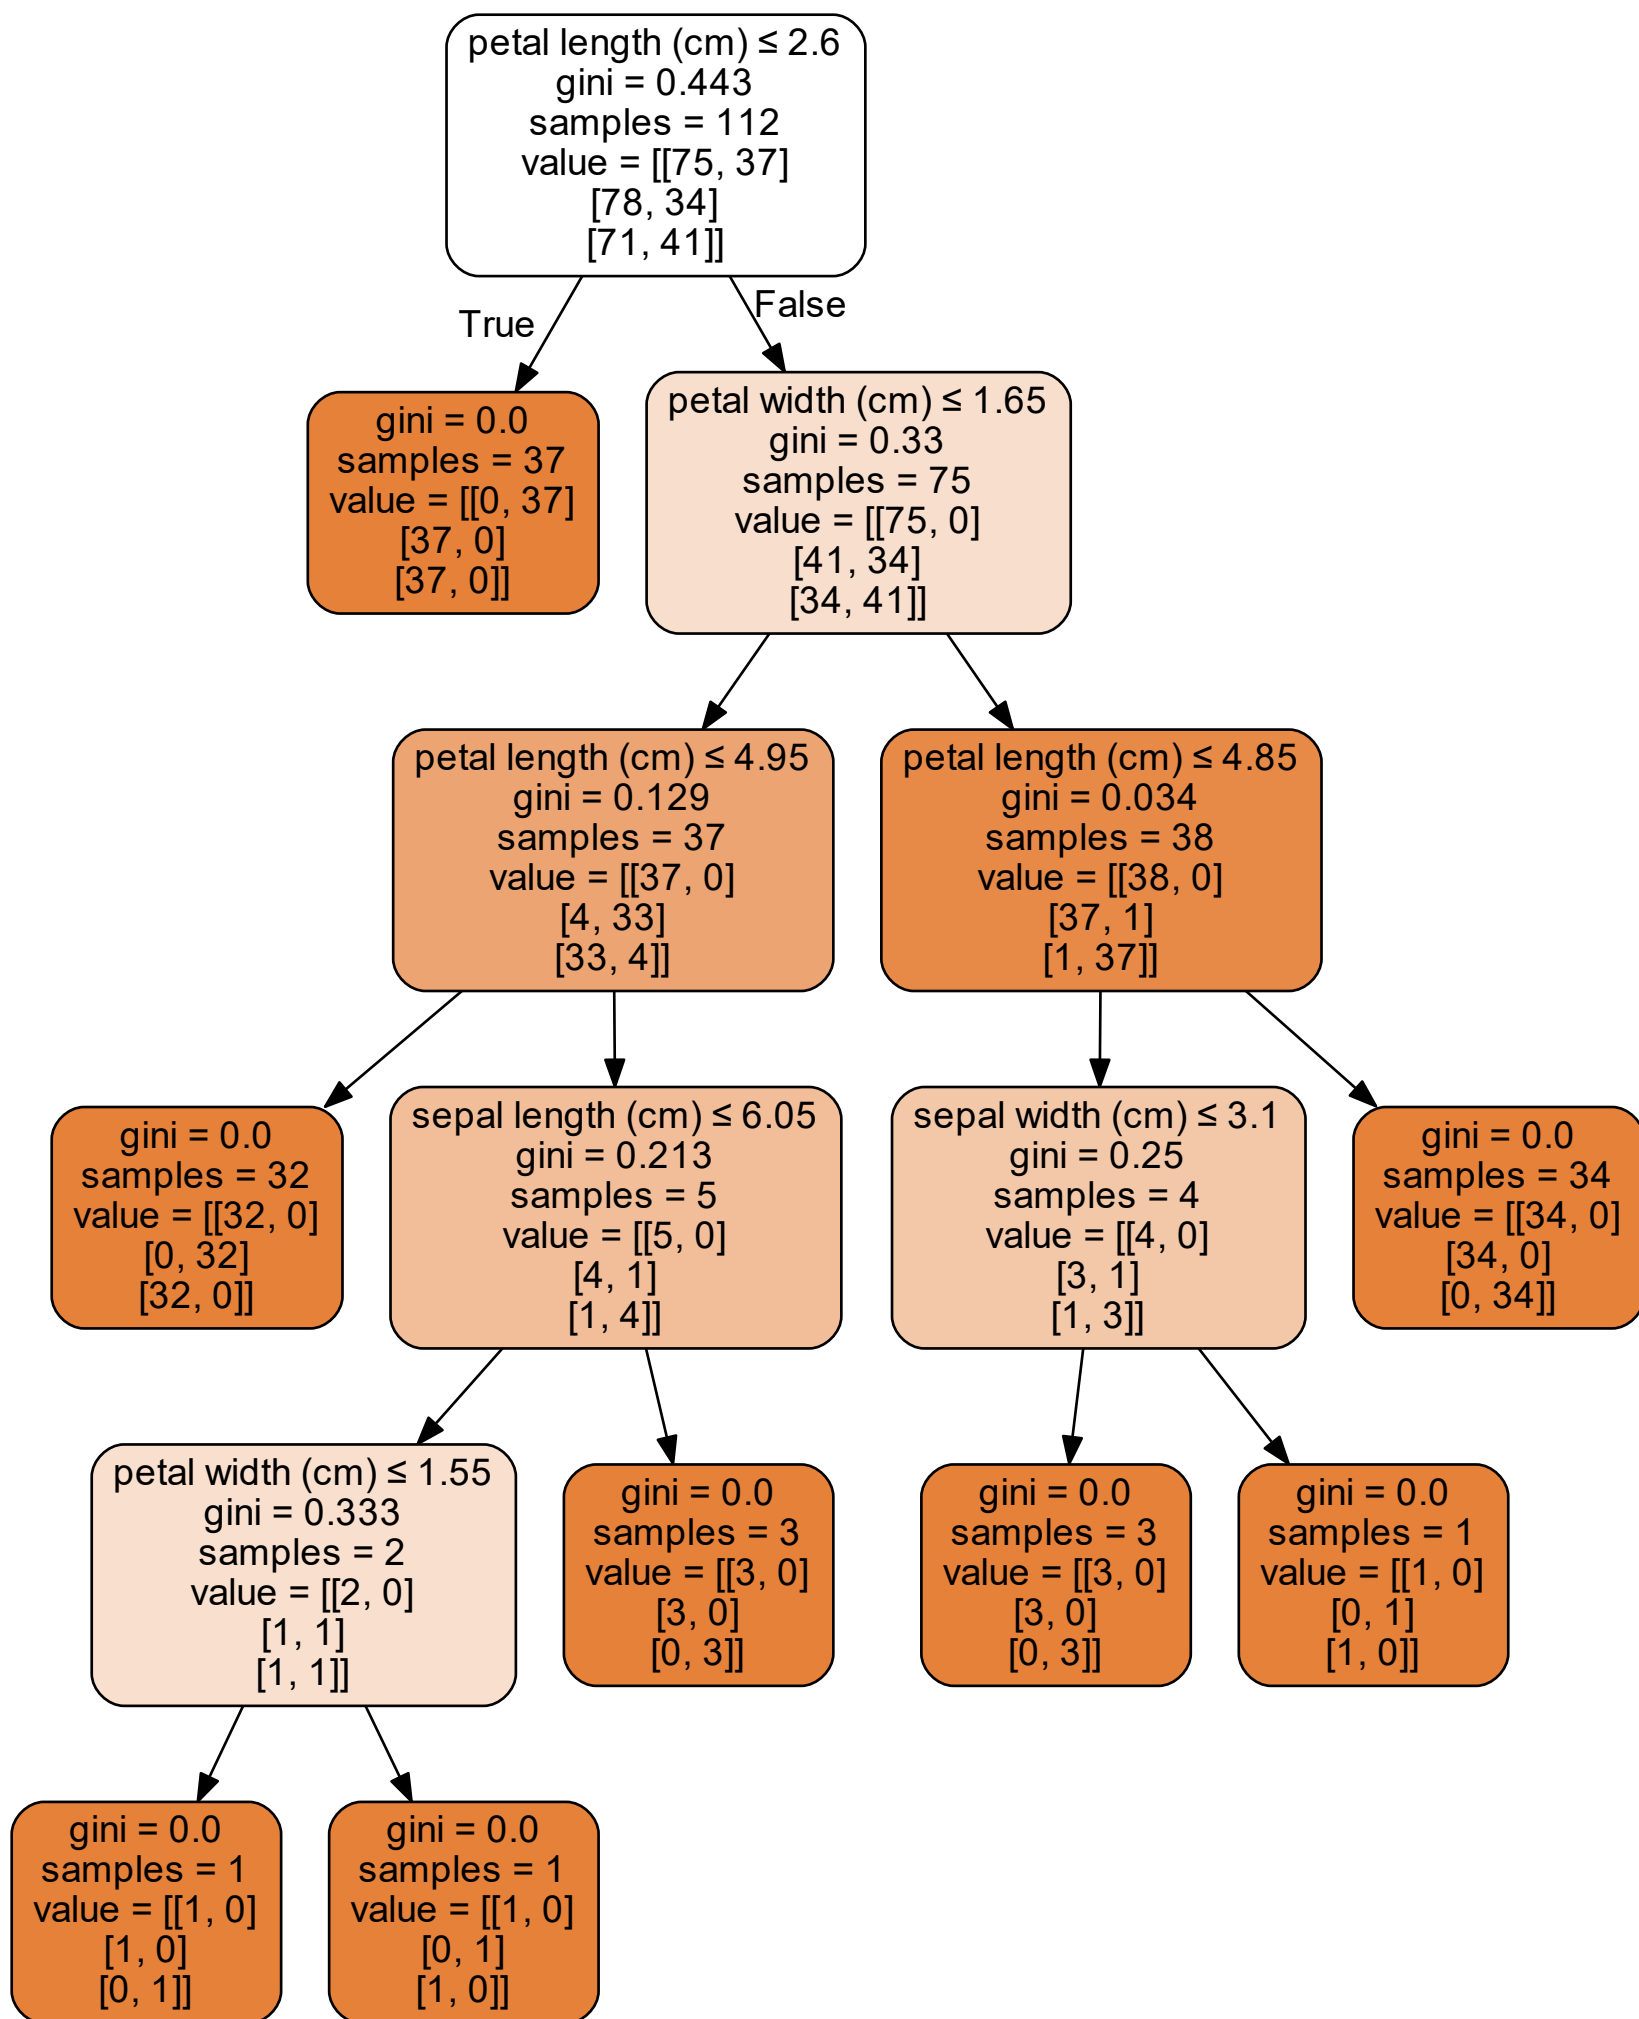 petal length (cm) ≤ 2.6
gini = 0.443
samples = 112
value = [[75, 37]
[78, 34]
[71, 41]]
True
False
gini = 0.0
samples = 37
value = [[0, 37]
[37, 0]
[37, 0]]
petal width (cm) ≤ 1.65
gini = 0.33
samples = 75
value = [[75, 0]
[41, 34]
[34, 41]]
petal length (cm) ≤ 4.95
gini = 0.129
samples = 37
value = [[37, 0]
[4, 33]
[33, 4]]
petal length (cm) ≤ 4.85
gini = 0.034
samples = 38
value = [[38, 0]
[37, 1]
[1, 37]]
gini = 0.0
samples = 32
value = [[32, 0]
[0, 32]
[32, 0]]
sepal length (cm) ≤ 6.05
gini = 0.213
samples = 5
value = [[5, 0]
[4, 1]
[1, 4]]
sepal width (cm) ≤ 3.1
gini = 0.25
samples = 4
value = [[4, 0]
[3, 1]
[1, 3]]
gini = 0.0
samples = 34
value = [[34, 0]
[34, 0]
[0, 34]]
petal width (cm) ≤ 1.55
gini = 0.333
samples = 2
value = [[2, 0]
[1, 1]
[1, 1]]
gini = 0.0
samples = 3
value = [[3, 0]
[3, 0]
[0, 3]]
gini = 0.0
samples = 3
value = [[3, 0]
[3, 0]
[0, 3]]
gini = 0.0
samples = 1
value = [[1, 0]
[0, 1]
[1, 0]]
gini = 0.0
samples = 1
value = [[1, 0]
[1, 0]
[0, 1]]
gini = 0.0
samples = 1
value = [[1, 0]
[0, 1]
[1, 0]]